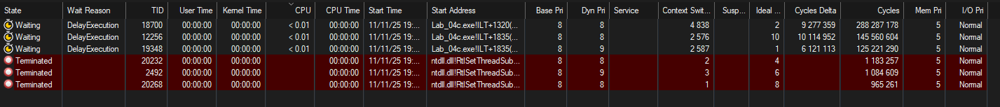 State Wait Reason TID User Time Kernel Time CPU CPU Time Start Time Start Address Base Pri Dyn Pri Service Context Swit... Susp... Ideal ... Cycles Delta Cycles Mem Pri I/O Pri
Waiting DelayExecution 18700 00:00:00 00:00:00 < 0.01 00:00:00 11/11/25 19:... Lab_04c.exe!ILT+1320(... 8 8 4 838 2 9 277 359 288 287 178 5 Normal
Waiting DelayExecution 12256 00:00:00 00:00:00 < 0.01 00:00:00 11/11/25 19:... Lab_04c.exe!ILT+1835(... 8 8 2 576 10 10 114 952 145 560 604 5 Normal
Waiting DelayExecution 19348 00:00:00 00:00:00 < 0.01 00:00:00 11/11/25 19:... Lab_04c.exe!ILT+1835(... 8 9 2 587 1 6 121 113 125 221 290 5 Normal
Terminated 20232 00:00:00 00:00:00 00:00:00 11/11/25 19:... ntdll.dll!RtlSetThreadSub... 8 8 2 4 1 183 257 5 Normal
Terminated 2492 00:00:00 00:00:00 00:00:00 11/11/25 19:... ntdll.dll!RtlSetThreadSub... 8 9 3 6 1 084 609 5 Normal
Terminated 20268 00:00:00 00:00:00 00:00:00 11/11/25 19:... ntdll.dll!RtlSetThreadSub... 8 8 1 8 965 261 5 Normal